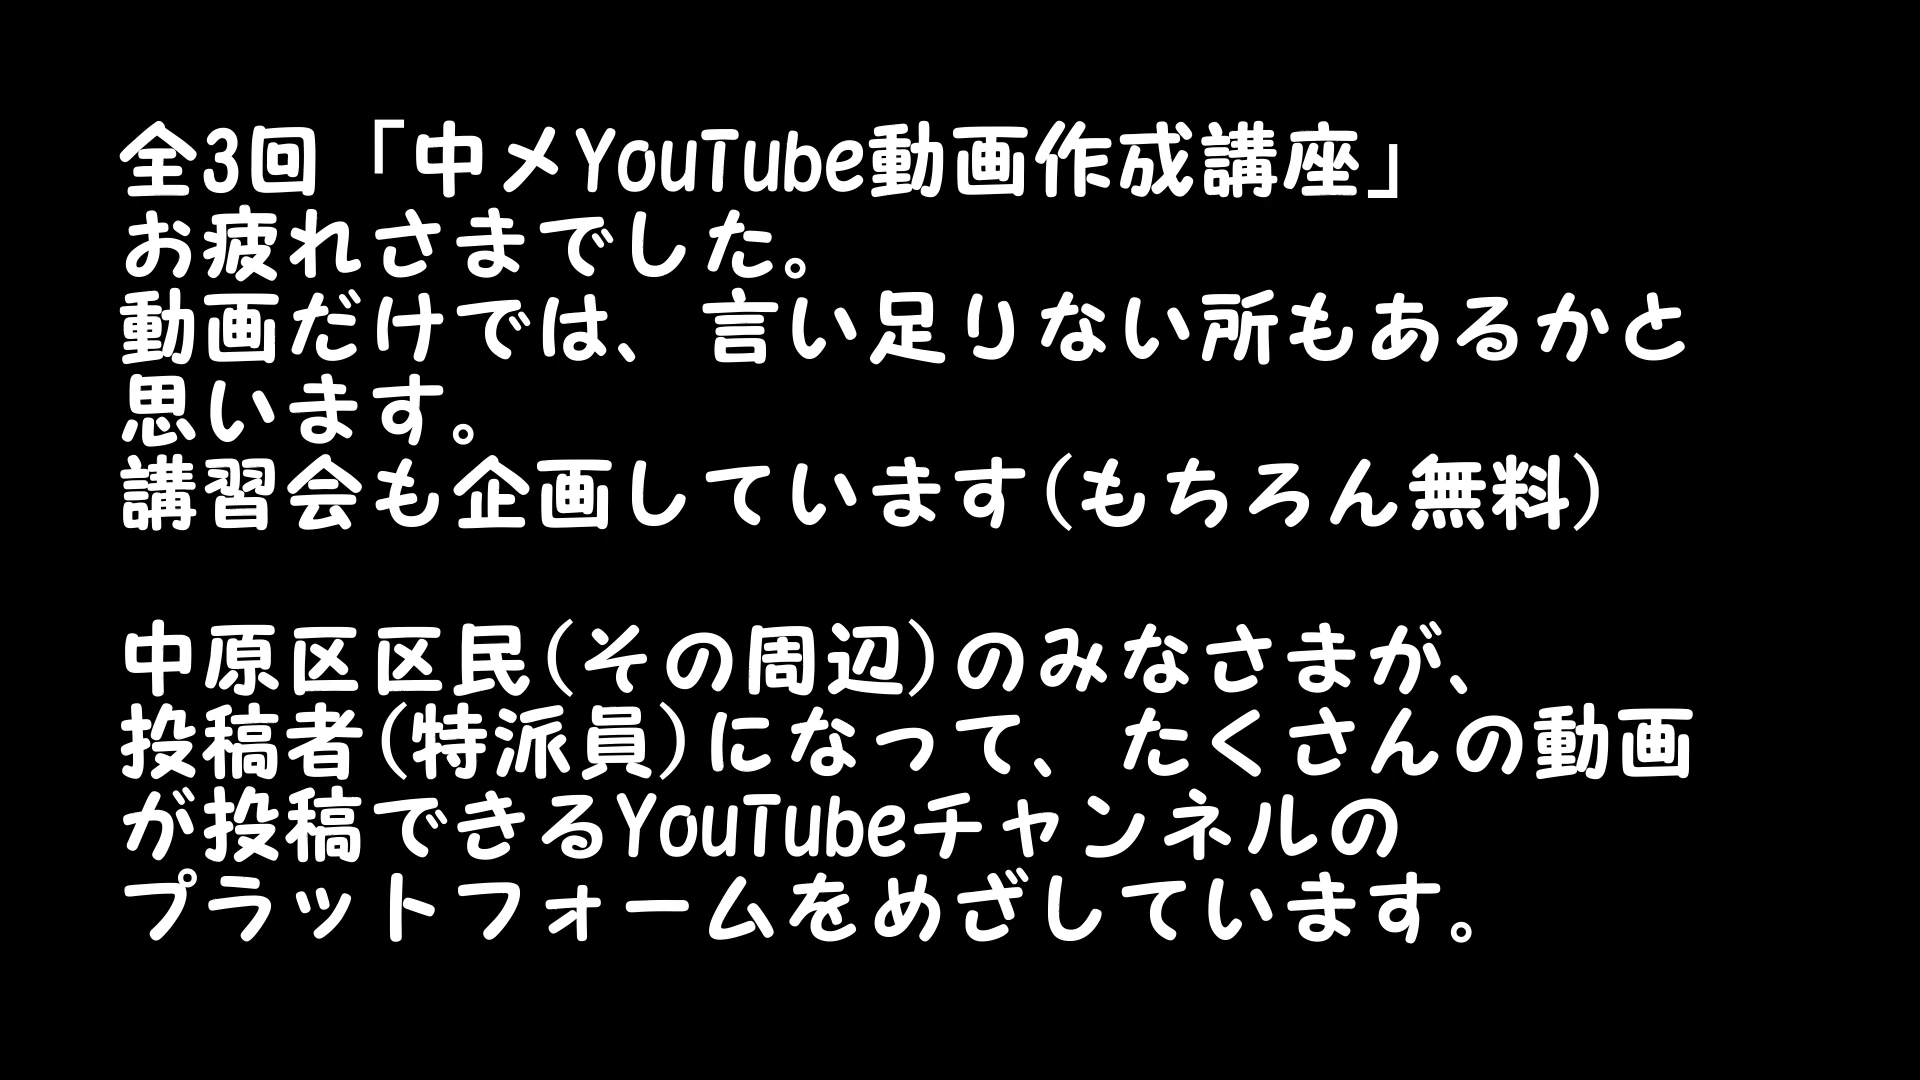 全3回「中メYouTube動画作成講座」
お疲れさまでした。
動画だけでは、言い足りない所もあるかと
思います。
講習会も企画しています(もちろん無料)
中原区区民(その周辺)のみなさまが、
投稿者(特派員)になって、たくさんの動画
が投稿できるYouTubeチャンネルの
プラットフォームをめざしています。